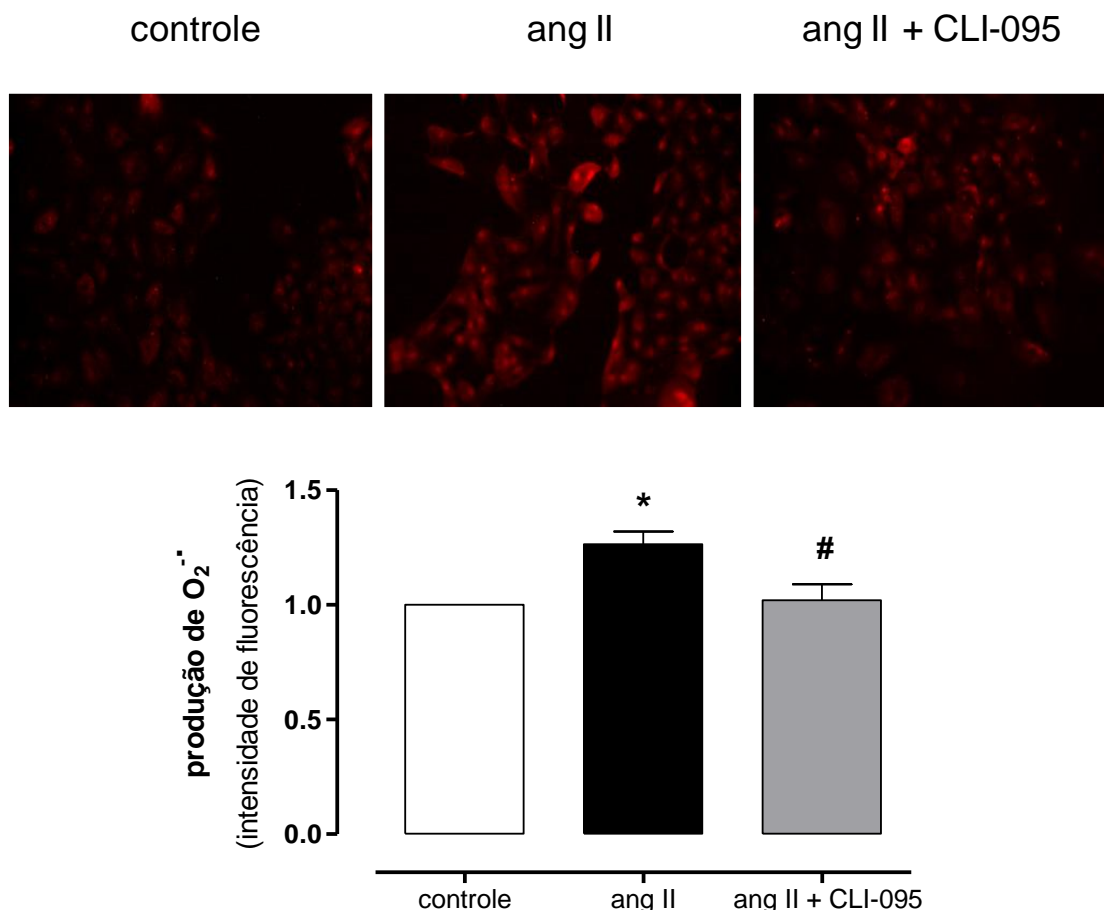 controle
ang II
ang II + CLI-095
produção de O₂⁻·
(intensidade de fluorescência)
1.5
1.0
0.5
0.0
*
#
controle
ang II
ang II + CLI-095